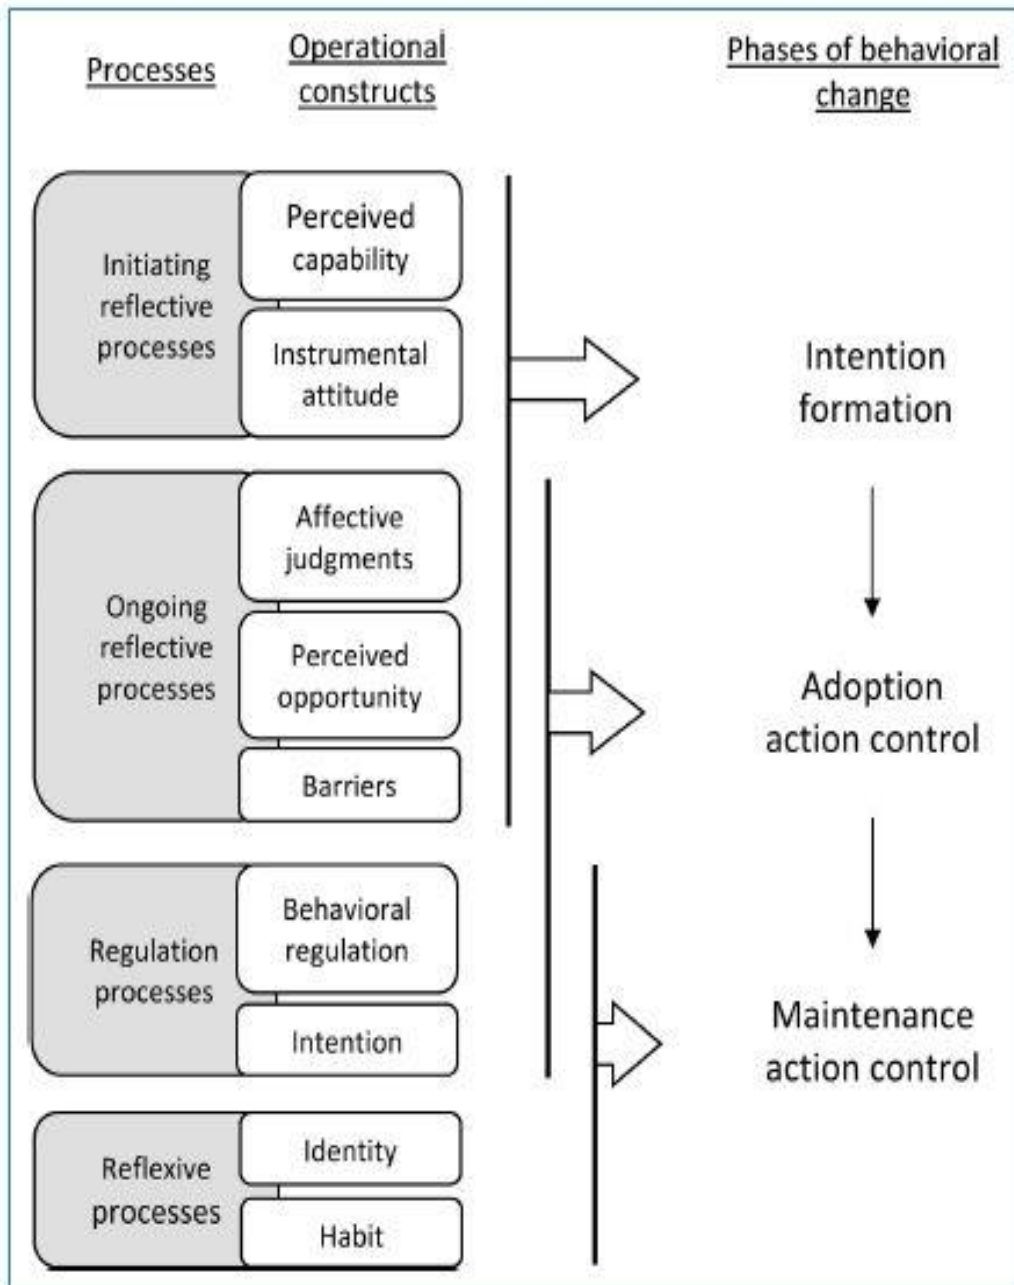 Processes
Operational
constructs
Phases of behavioral
change
Initiating
reflective
processes
Perceived
capability
Instrumental
attitude
Intention
formation
Ongoing
reflective
processes
Affective
judgments
Perceived
opportunity
Barriers
Adoption
action control
Regulation
processes
Behavioral
regulation
Intention
Maintenance
action control
Reflexive
processes
Identity
Habit